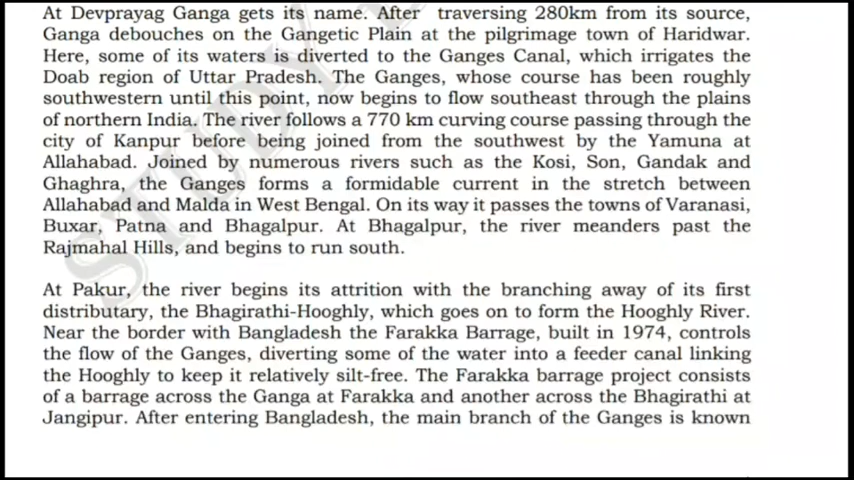 At Devprayag Ganga gets its name. After traversing 280km from its source,
Ganga debouches on the Gangetic Plain at the pilgrimage town of Haridwar.
Here, some of its waters is diverted to the Ganges Canal, which irrigates the
Doab region of Uttar Pradesh. The Ganges, whose course has been roughly
southwestern until this point, now begins to flow southeast through the plains
of northern India. The river follows a 770 km curving course passing through the
city of Kanpur before being joined from the southwest by the Yamuna at
Allahabad. Joined by numerous rivers such as the Kosi, Son, Gandak and
Ghaghra, the Ganges forms a formidable current in the stretch between
Allahabad and Malda in West Bengal. On its way it passes the towns of Varanasi,
Buxar, Patna and Bhagalpur. At Bhagalpur, the river meanders past the
Rajmahal Hills, and begins to run south.
At Pakur, the river begins its attrition with the branching away of its first
distributary, the Bhagirathi-Hooghly, which goes on to form the Hooghly River.
Near the border with Bangladesh the Farakka Barrage, built in 1974, controls
the flow of the Ganges, diverting some of the water into a feeder canal linking
the Hooghly to keep it relatively silt-free. The Farakka barrage project consists
of a barrage across the Ganga at Farakka and another across the Bhagirathi at
Jangipur. After entering Bangladesh, the main branch of the Ganges is known
STUDY